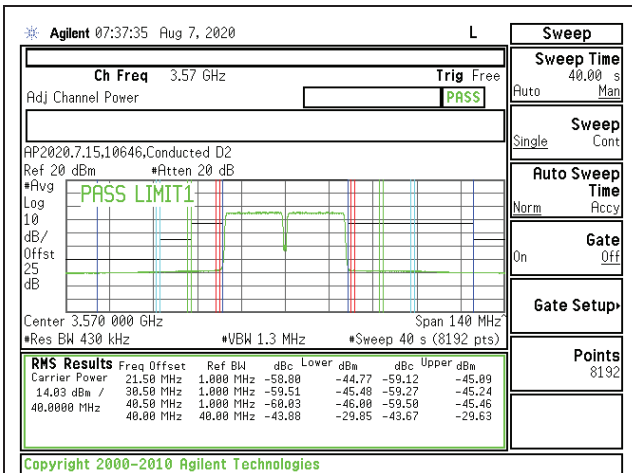 Agilent 07:37:35 Aug 7, 2020 L
Sweep
Ch Freq 3.57 GHz Trig Free
Adj Channel Power PASS
AP2020.7.15,10646,Conducted D2
Ref 20 dBm #Atten 20 dB
#Avg
Log
10
dB/
Offst
25
dB
PASS LIMIT1
Center 3.570 000 GHz Span 140 MHz^
#Res BW 430 kHz #VBW 1.3 MHz #Sweep 40 s (8192 pts)
RMS Results Freq Offset Ref BW dBc Lower dBm dBc Upper dBm
Carrier Power 21.50 MHz 1.000 MHz -58.80 -44.77 -59.12 -45.09
14.03 dBm / 30.50 MHz 1.000 MHz -59.51 -45.48 -59.27 -45.24
40.0000 MHz 40.50 MHz 1.000 MHz -60.03 -46.00 -59.50 -45.46
40.00 MHz 40.00 MHz -43.88 -29.85 -43.67 -29.63
Sweep Time
40.00 s
Auto Man
Sweep
Single Cont
Auto Sweep
Time
Norm Accy
Gate
On Off
Gate Setup
Points
8192
Copyright 2000-2010 Agilent Technologies